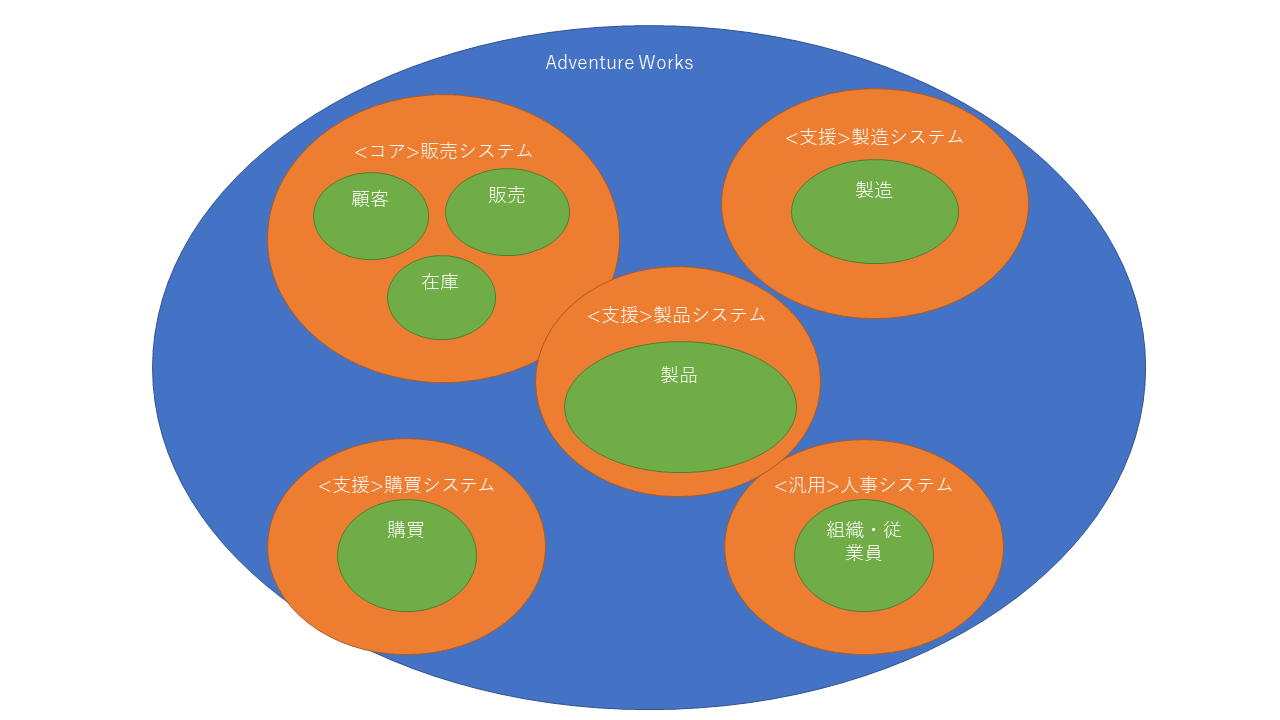 Adventure Works
<コア>販売システム
顧客
販売
在庫
<支援>製造システム
製造
<支援>製品システム
製品
<支援>購買システム
購買
<汎用>人事システム
組織・従
業員